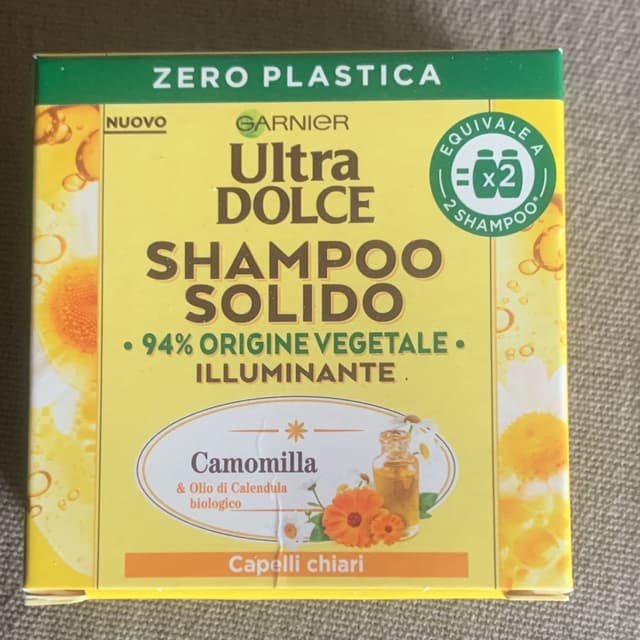 ZERO PLASTICA
NUOVO
GARNIER
Ultra
DOLCE
EQUIVALE A
= x2
2 SHAMPOO*
SHAMPOO
SOLIDO
• 94% ORIGINE VEGETALE •
ILLUMINANTE
Camomilla
& Olio di Calendula
biologico
Capelli chiari